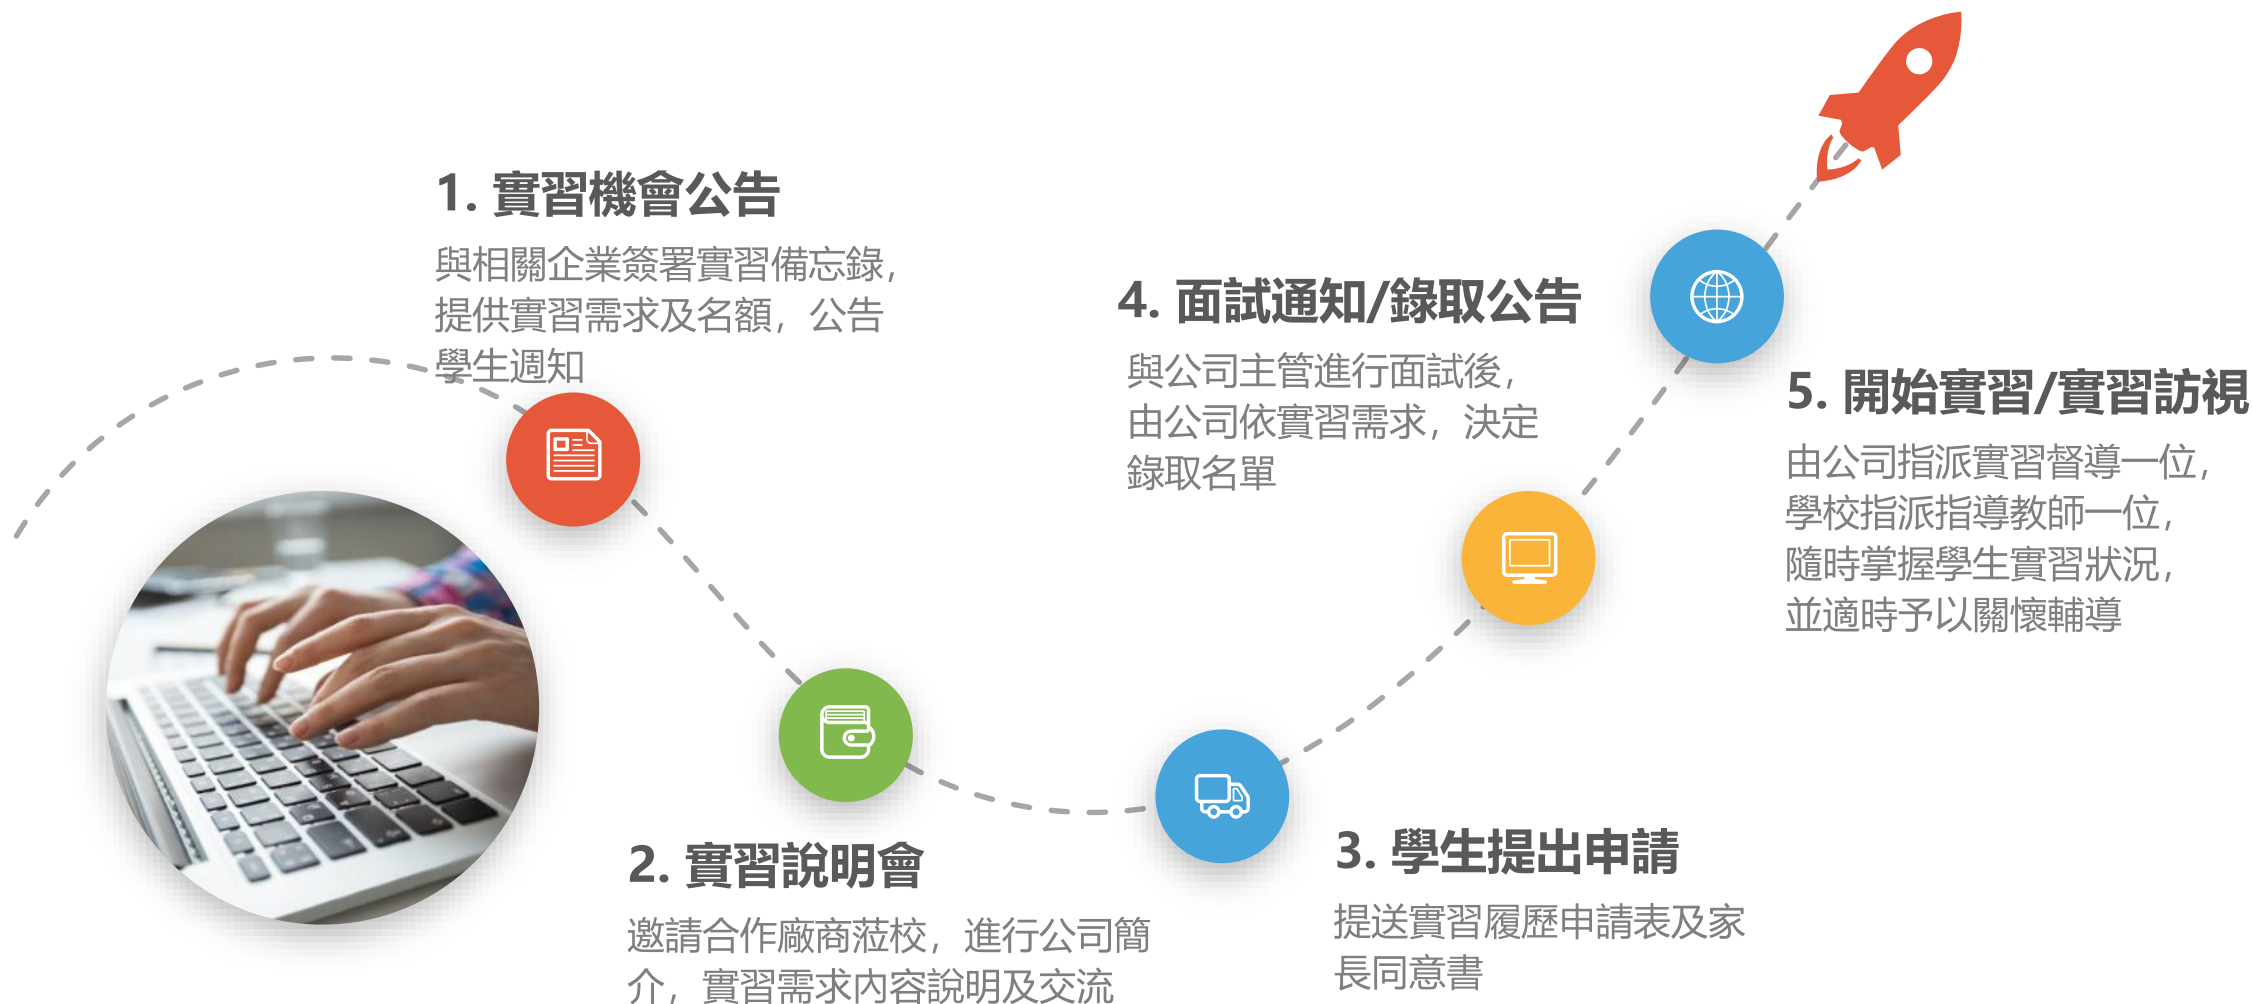 1. 實習機會公告
與相關企業簽署實習備忘錄，
提供實習需求及名額，公告
學生週知
2. 實習說明會
邀請合作廠商蒞校，進行公司簡
介，實習需求內容說明及交流
3. 學生提出申請
提送實習履歷申請表及家
長同意書
4. 面試通知/錄取公告
與公司主管進行面試後，
由公司依實習需求，決定
錄取名單
5. 開始實習/實習訪視
由公司指派實習督導一位，
學校指派指導教師一位，
隨時掌握學生實習狀況，
並適時予以關懷輔導